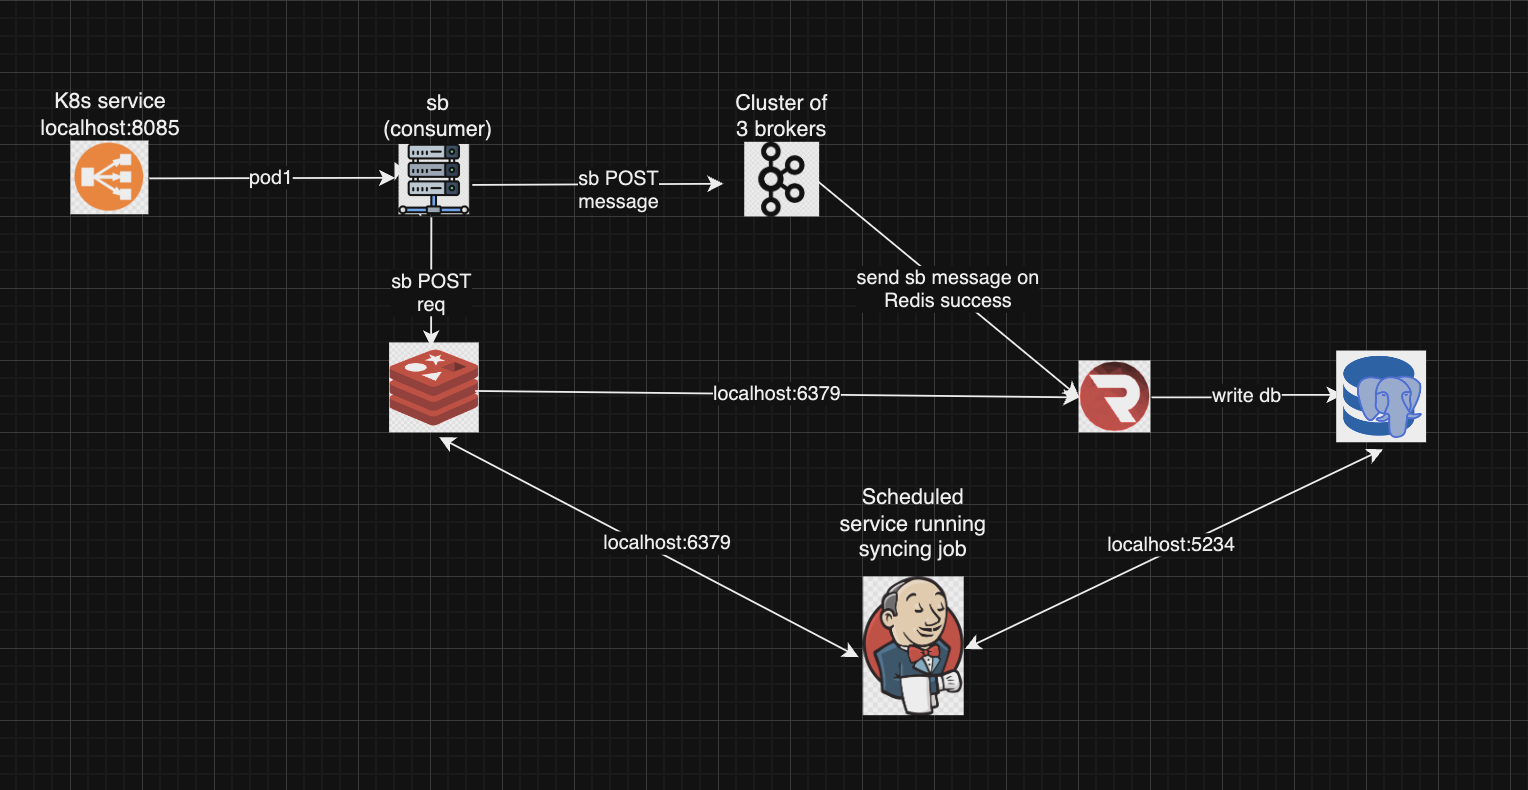 K8s service
localhost:8085
sb
(consumer)
Cluster of
3 brokers
pod1
sb POST
message
sb POST
req
send sb message on
Redis success
localhost:6379
write db
Scheduled
service running
syncing job
localhost:6379
localhost:5234